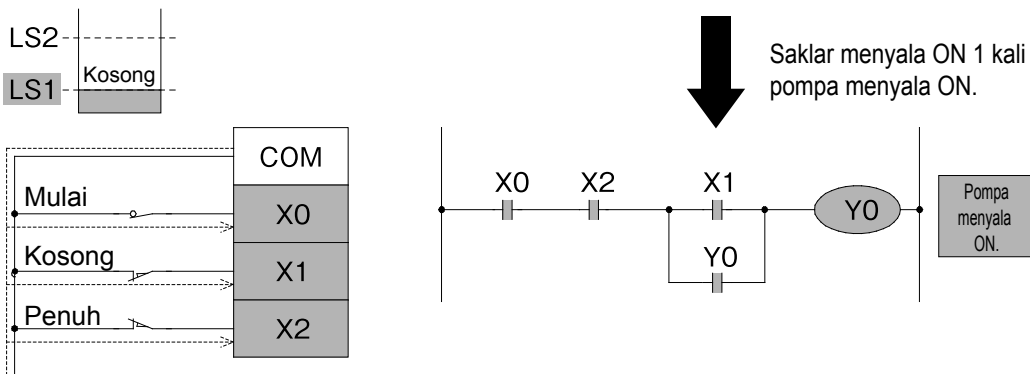 LS2
Kosong
LS1
Saklar menyala ON 1 kali
pompa menyala ON.
COM
Mulai
X0
Kosong
X1
Penuh
X2
X0 X2 X1
Y0
Y0
Pompa
menyala
ON.